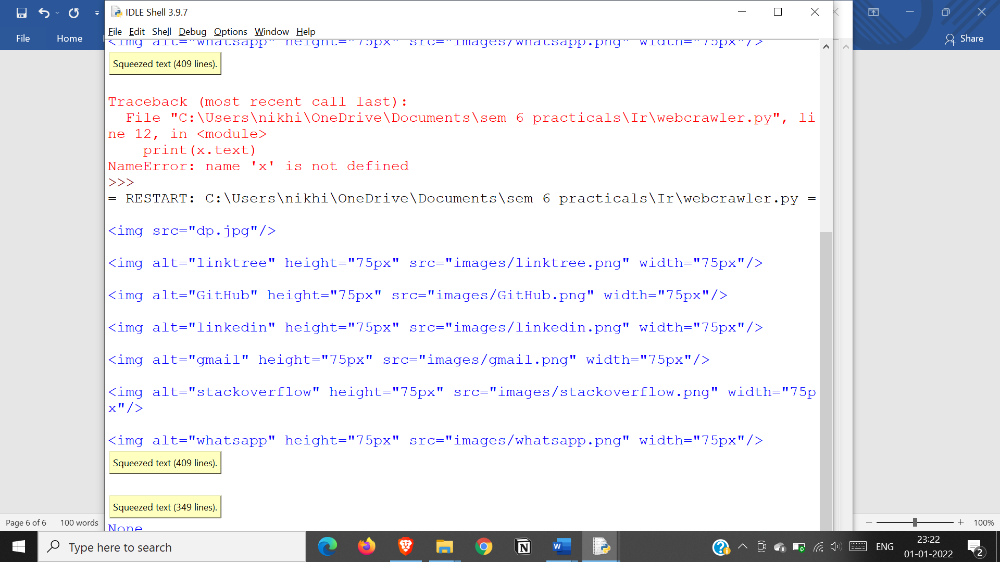 IDLE Shell 3.9.7
File Edit Shell Debug Options Window Help
File Home
Share
<img alt="whatsapp" height="75px" src="images/whatsapp.png" width="75px"/>
Squeezed text (409 lines).
Traceback (most recent call last):
  File "C:\Users\nikhi\OneDrive\Documents\sem 6 practicals\Ir\webcrawler.py", li
ne 12, in <module>
    print(x.text)
NameError: name 'x' is not defined
>>>
= RESTART: C:\Users\nikhi\OneDrive\Documents\sem 6 practicals\Ir\webcrawler.py =
<img src="dp.jpg"/>
<img alt="linktree" height="75px" src="images/linktree.png" width="75px"/>
<img alt="GitHub" height="75px" src="images/GitHub.png" width="75px"/>
<img alt="linkedin" height="75px" src="images/linkedin.png" width="75px"/>
<img alt="gmail" height="75px" src="images/gmail.png" width="75px"/>
<img alt="stackoverflow" height="75px" src="images/stackoverflow.png" width="75p
x"/>
<img alt="whatsapp" height="75px" src="images/whatsapp.png" width="75px"/>
Squeezed text (409 lines).
Squeezed text (349 lines).
None
Page 6 of 6 100 words
100%
Type here to search
ENG
23:22
01-01-2022
2